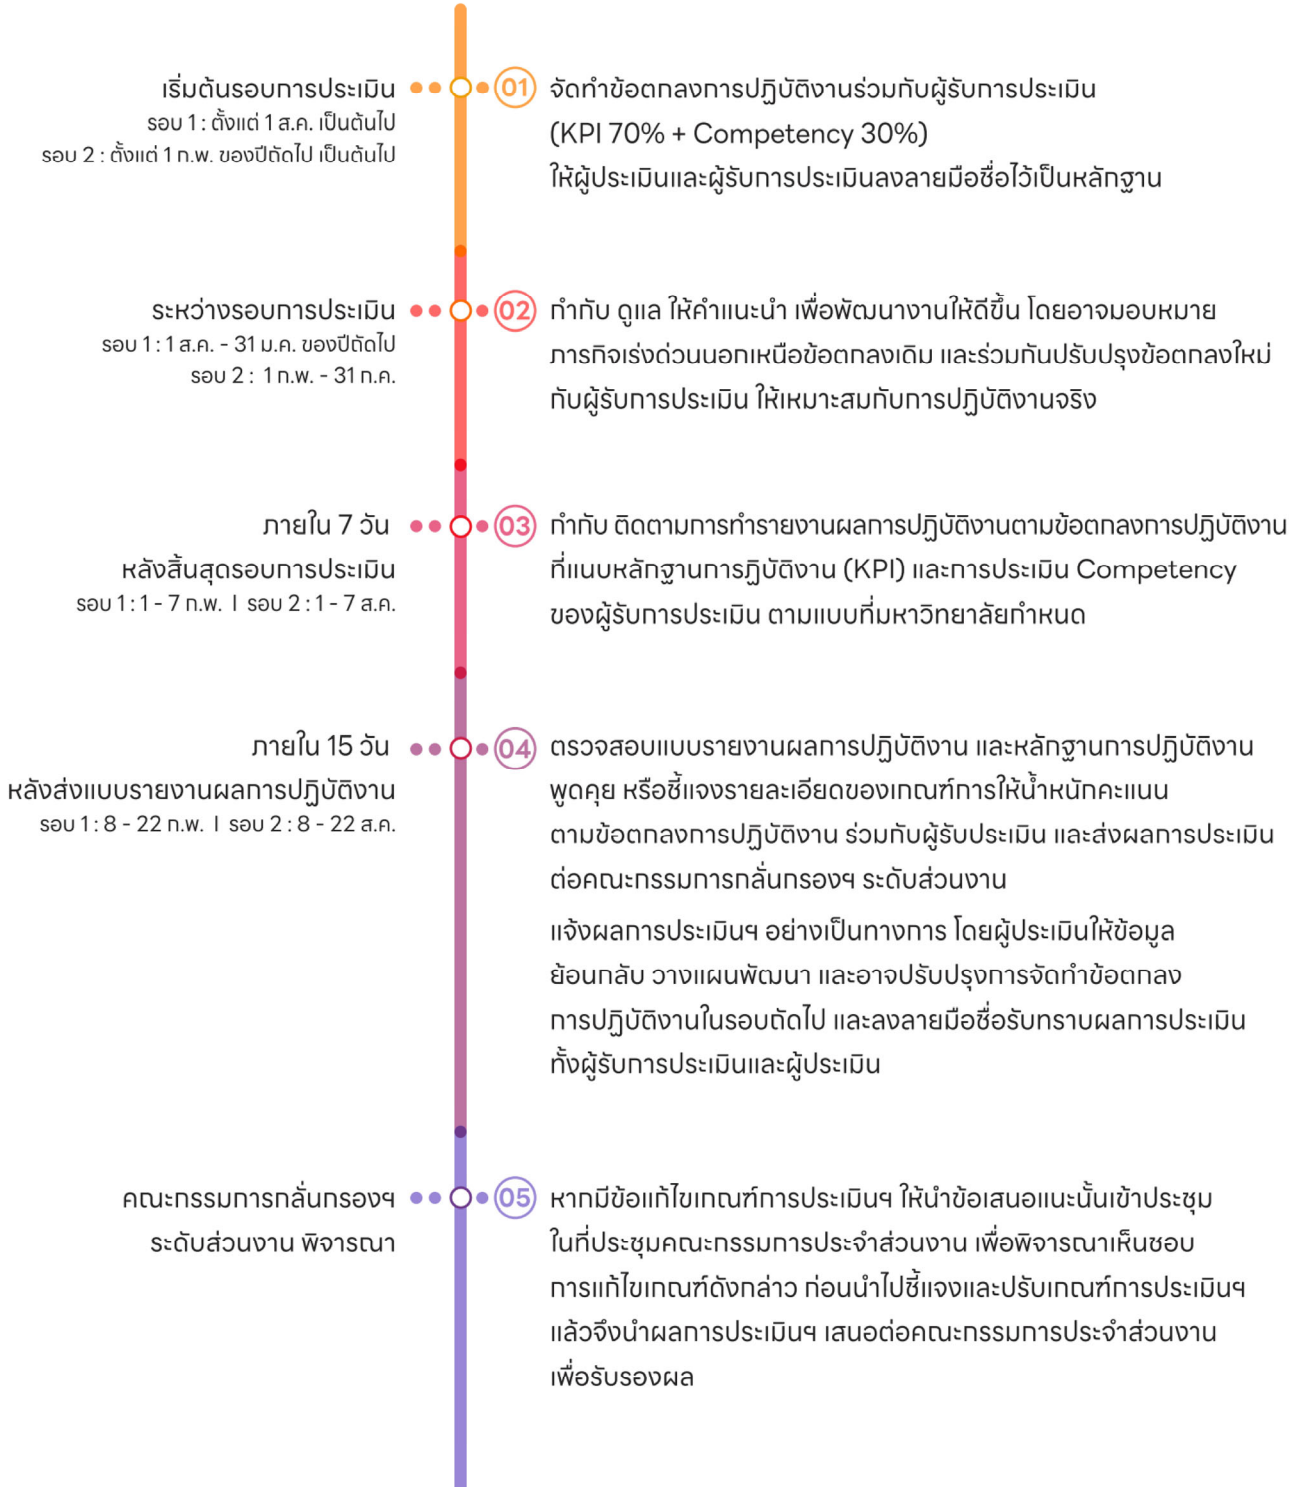 เริ่มต้นรอบการประเมิน
รอบ 1 : ตั้งแต่ 1 ส.ค. เป็นต้นไป
รอบ 2 : ตั้งแต่ 1 ก.พ. ของปีถัดไป เป็นต้นไป
01
จัดทำข้อตกลงการปฏิบัติงานร่วมกับผู้รับการประเมิน
(KPI 70% + Competency 30%)
ให้ผู้ประเมินและผู้รับการประเมินลงลายมือชื่อไว้เป็นหลักฐาน
ระหว่างรอบการประเมิน
รอบ 1 : 1 ส.ค. - 31 ม.ค. ของปีถัดไป
รอบ 2 : 1 ก.พ. - 31 ก.ค.
02
กำกับ ดูแล ให้คำแนะนำ เพื่อพัฒนางานให้ดีขึ้น โดยอาจมอบหมาย
ภารกิจเร่งด่วนนอกเหนือข้อตกลงเดิม และร่วมกันปรับปรุงข้อตกลงใหม่
กับผู้รับการประเมิน ให้เหมาะสมกับการปฏิบัติงานจริง
ภายใน 7 วัน
หลังสิ้นสุดรอบการประเมิน
รอบ 1 : 1 - 7 ก.พ. | รอบ 2 : 1 - 7 ส.ค.
03
กำกับ ติดตามการทำรายงานผลการปฏิบัติงานตามข้อตกลงการปฏิบัติงาน
ที่แนบหลักฐานการฏิบัติงาน (KPI) และการประเมิน Competency
ของผู้รับการประเมิน ตามแบบที่มหาวิทยาลัยกำหนด
ภายใน 15 วัน
หลังส่งแบบรายงานผลการปฏิบัติงาน
รอบ 1 : 8 - 22 ก.พ. | รอบ 2 : 8 - 22 ส.ค.
04
ตรวจสอบแบบรายงานผลการปฏิบัติงาน และหลักฐานการปฏิบัติงาน
พูดคุย หรือชี้แจงรายละเอียดของเกณฑ์การให้น้ำหนักคะแนน
ตามข้อตกลงการปฏิบัติงาน ร่วมกับผู้รับประเมิน และส่งผลการประเมิน
ต่อคณะกรรมการกลั่นกรองฯ ระดับส่วนงาน
แจ้งผลการประเมินฯ อย่างเป็นทางการ โดยผู้ประเมินให้ข้อมูล
ย้อนกลับ วางแผนพัฒนา และอาจปรับปรุงการจัดทำข้อตกลง
การปฏิบัติงานในรอบถัดไป และลงลายมือชื่อรับทราบผลการประเมิน
ทั้งผู้รับการประเมินและผู้ประเมิน
คณะกรรมการกลั่นกรองฯ
ระดับส่วนงาน พิจารณา
05
หากมีข้อแก้ไขเกณฑ์การประเมินฯ ให้นำข้อเสนอแนะนั้นเข้าประชุม
ในที่ประชุมคณะกรรมการประจำส่วนงาน เพื่อพิจารณาเห็นชอบ
การแก้ไขเกณฑ์ดังกล่าว ก่อนนำไปชี้แจงและปรับเกณฑ์การประเมินฯ
แล้วจึงนำผลการประเมินฯ เสนอต่อคณะกรรมการประจำส่วนงาน
เพื่อรับรองผล